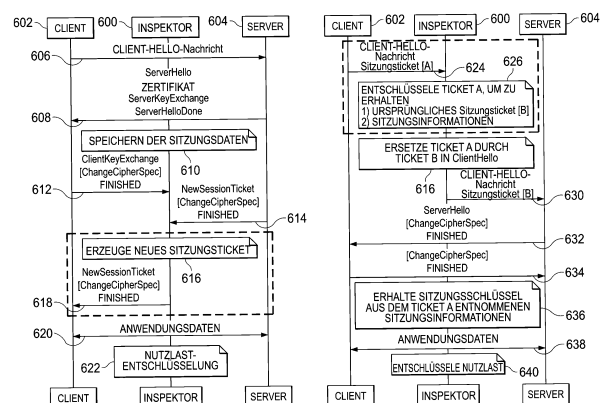 602
CLIENT
600
INSPEKTOR
604
SERVER
CLIENT-HELLO-Nachricht
606
ServerHello
ZERTIFIKAT
ServerKeyExchange
ServerHelloDone
608
SPEICHERN DER SITZUNGSDATEN
610
ClientKeyExchange
[ChangeCipherSpec]
FINISHED
612
NewSessionTicket
[ChangeCipherSpec]
FINISHED
614
ERZEUGE NEUES SITZUNGSTICKET
616
NewSessionTicket
[ChangeCipherSpec]
FINISHED
618
ANWENDUNGSDATEN
620
NUTZLAST-
ENTSCHLÜSSELUNG
622
CLIENT
INSPEKTOR
SERVER
602
CLIENT
600
INSPEKTOR
SERVER
604
CLIENT-HELLO-
Nachricht
Sitzungsticket [A]
624
626
ENTSCHLÜSSELE TICKET A, UM ZU
ERHALTEN
1) URSPRÜNGLICHES Sitzungsticket [B]
2) SITZUNGSINFORMATIONEN
ERSETZE TICKET A DURCH
TICKET B IN ClientHello
616
CLIENT-HELLO-
Nachricht
Sitzungsticket [B]
630
ServerHello
[ChangeCipherSpec]
FINISHED
632
[ChangeCipherSpec]
FINISHED
634
ERHALTE SITZUNGSSCHLÜSSEL
AUS DEM TICKET A ENTNOMMENEN
SITZUNGSINFORMATIONEN
636
ANWENDUNGSDATEN
638
ENTSCHLÜSSELE NUTZLAST
640
CLIENT
INSPEKTOR
SERVER